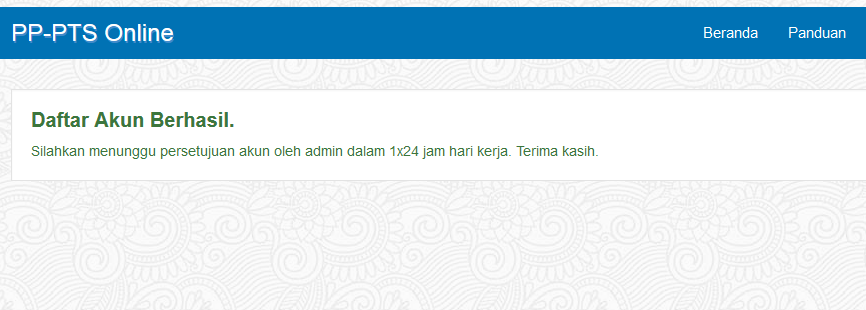 PP-PTS Online
Beranda Panduan
Daftar Akun Berhasil.
Silahkan menunggu persetujuan akun oleh admin dalam 1x24 jam hari kerja. Terima kasih.